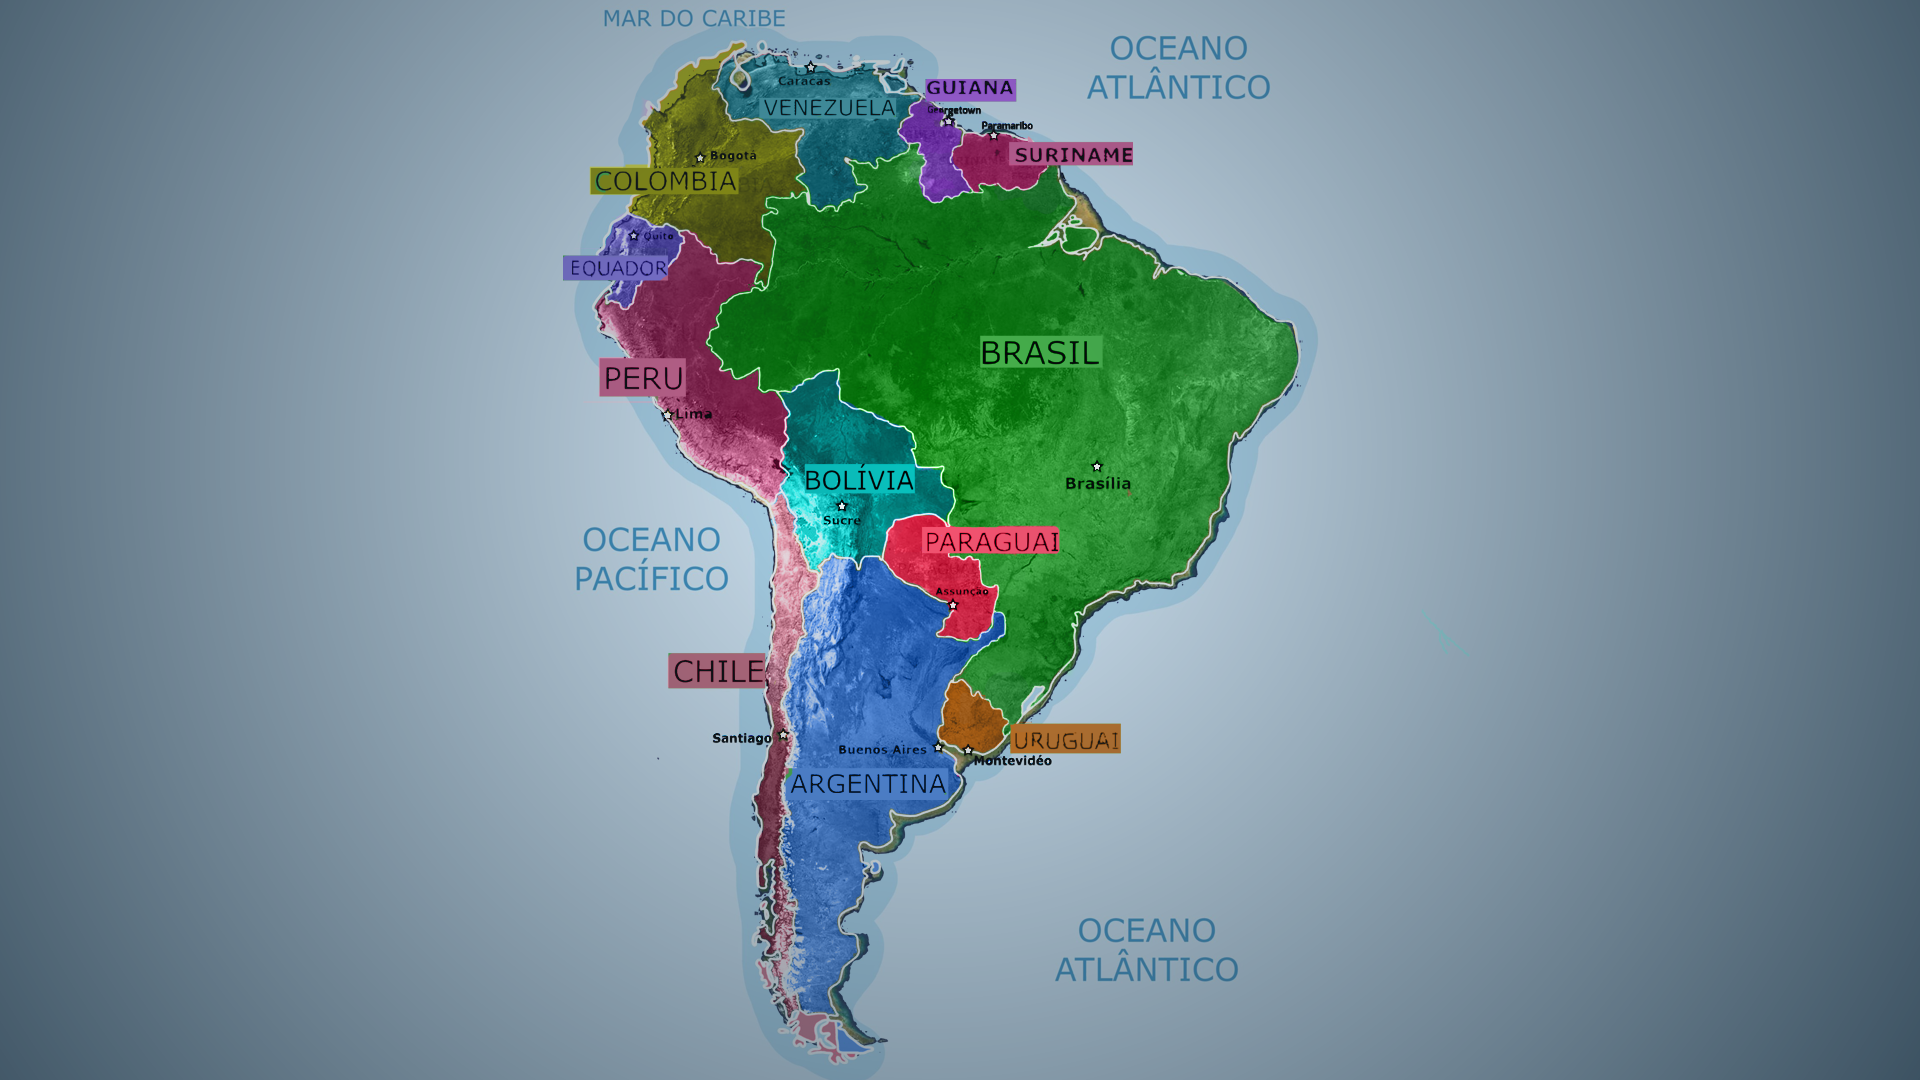 MAR DO CARIBE
OCEANO
ATLÂNTICO
Caracas
VENEZUELA
GUIANA
Georgetown
Paramaribo
SURINAME
Bogotá
COLOMBIA
Quito
EQUADOR
BRASIL
PERU
Lima
Brasília
BOLÍVIA
Sucre
OCEANO
PACÍFICO
PARAGUAI
Assunção
CHILE
Santiago
Buenos Aires
URUGUAI
Montevidéo
ARGENTINA
OCEANO
ATLÂNTICO